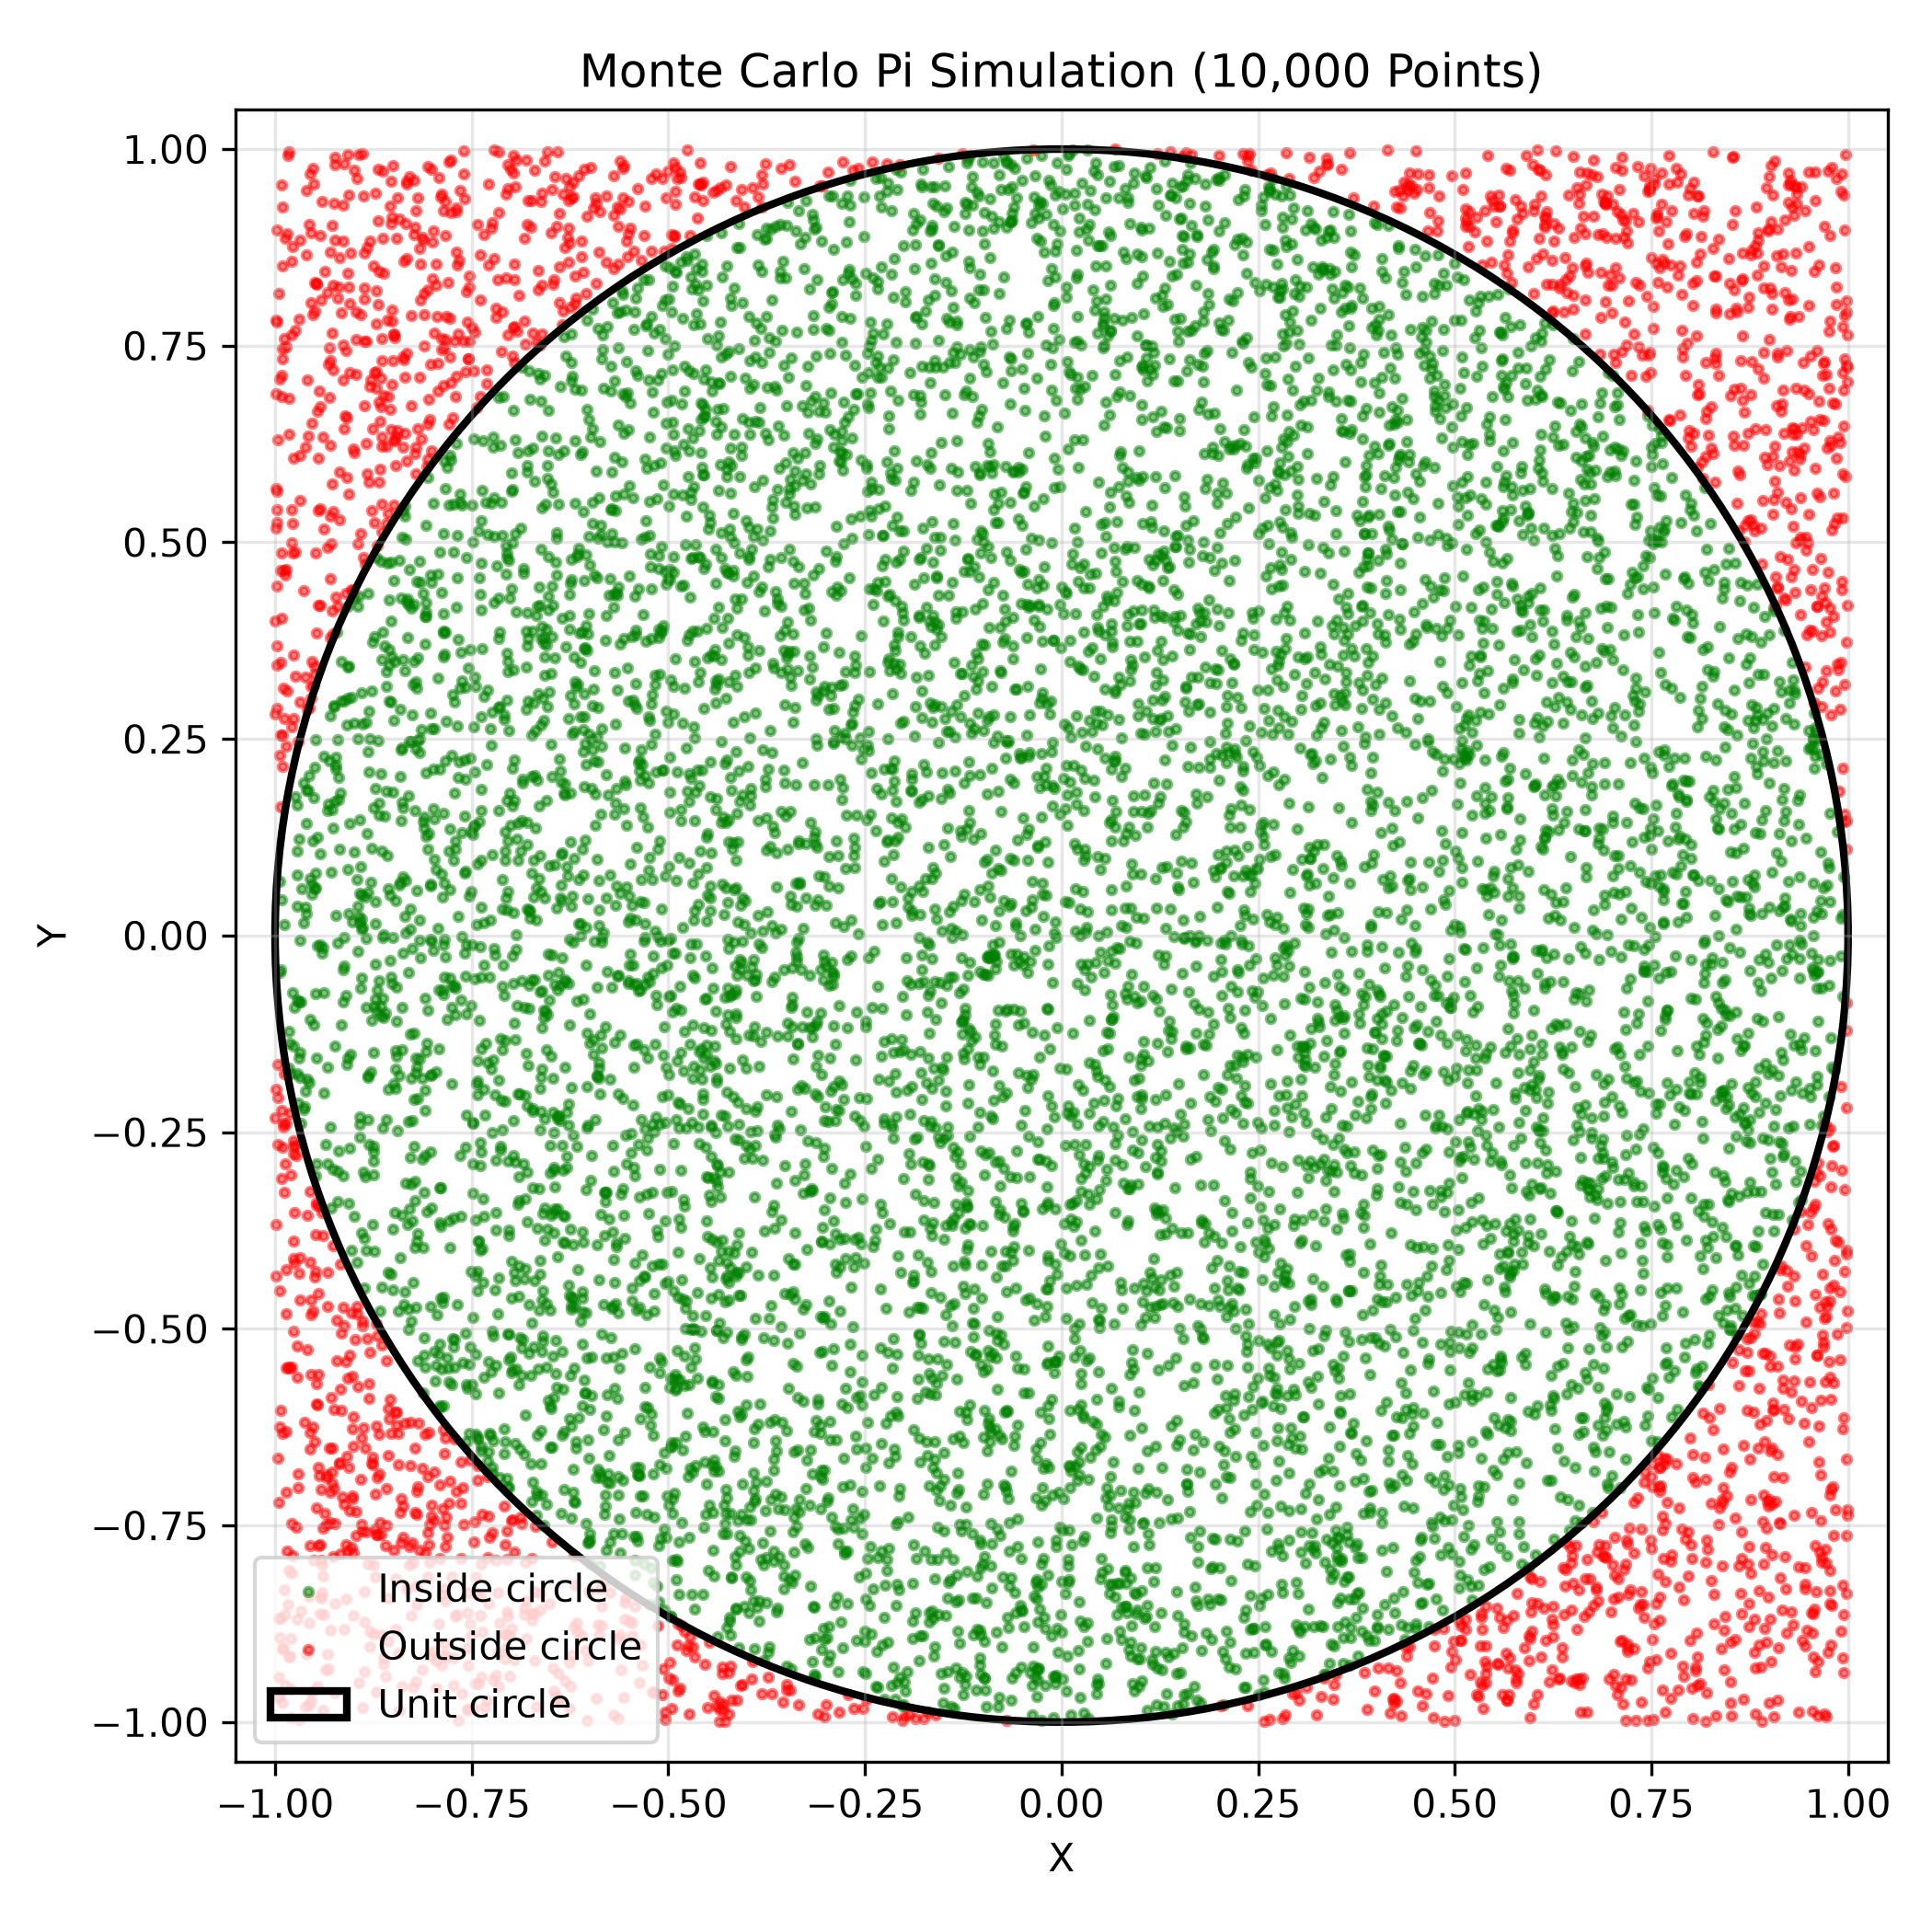 Monte Carlo Pi Simulation (10,000 Points)
1.00
0.75
0.50
0.25
0.00
−0.25
−0.50
−0.75
−1.00
Y
Inside circle
Outside circle
Unit circle
−1.00 −0.75 −0.50 −0.25 0.00 0.25 0.50 0.75 1.00
X